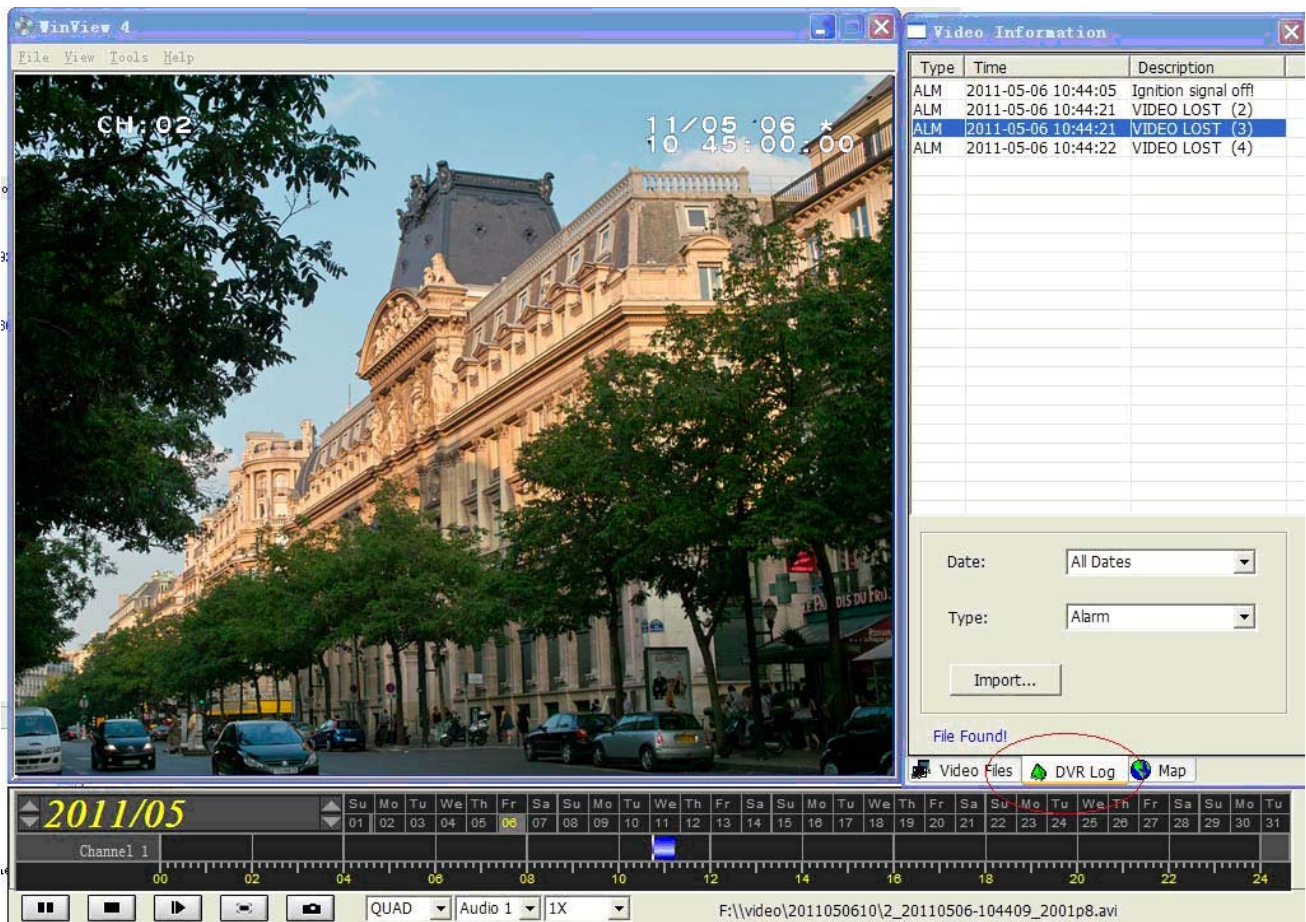 WinView 4
File View Tools Help
CH:02
11/05 06 *
10 45:00.00
LE PARADIS DU FRU
Video Information
Type Time Description
ALM 2011-05-06 10:44:05 Ignition signal off!
ALM 2011-05-06 10:44:21 VIDEO LOST (2)
ALM 2011-05-06 10:44:21 VIDEO LOST (3)
ALM 2011-05-06 10:44:22 VIDEO LOST (4)
Date: All Dates
Type: Alarm
Import...
File Found!
Video Files DVR Log Map
2011/05
Su Mo Tu We Th Fr Sa Su Mo Tu We Th Fr Sa Su Mo Tu We Th Fr Sa Su Mo Tu We Th Fr Sa Su Mo Tu
01 02 03 04 05 06 07 08 09 10 11 12 13 14 15 16 17 18 19 20 21 22 23 24 25 26 27 28 29 30 31
Channel 1
00 02 04 06 08 10 12 14 16 18 20 22 24
QUAD Audio 1 1X F:\\video\2011050610\2_20110506-104409_2001p8.avi